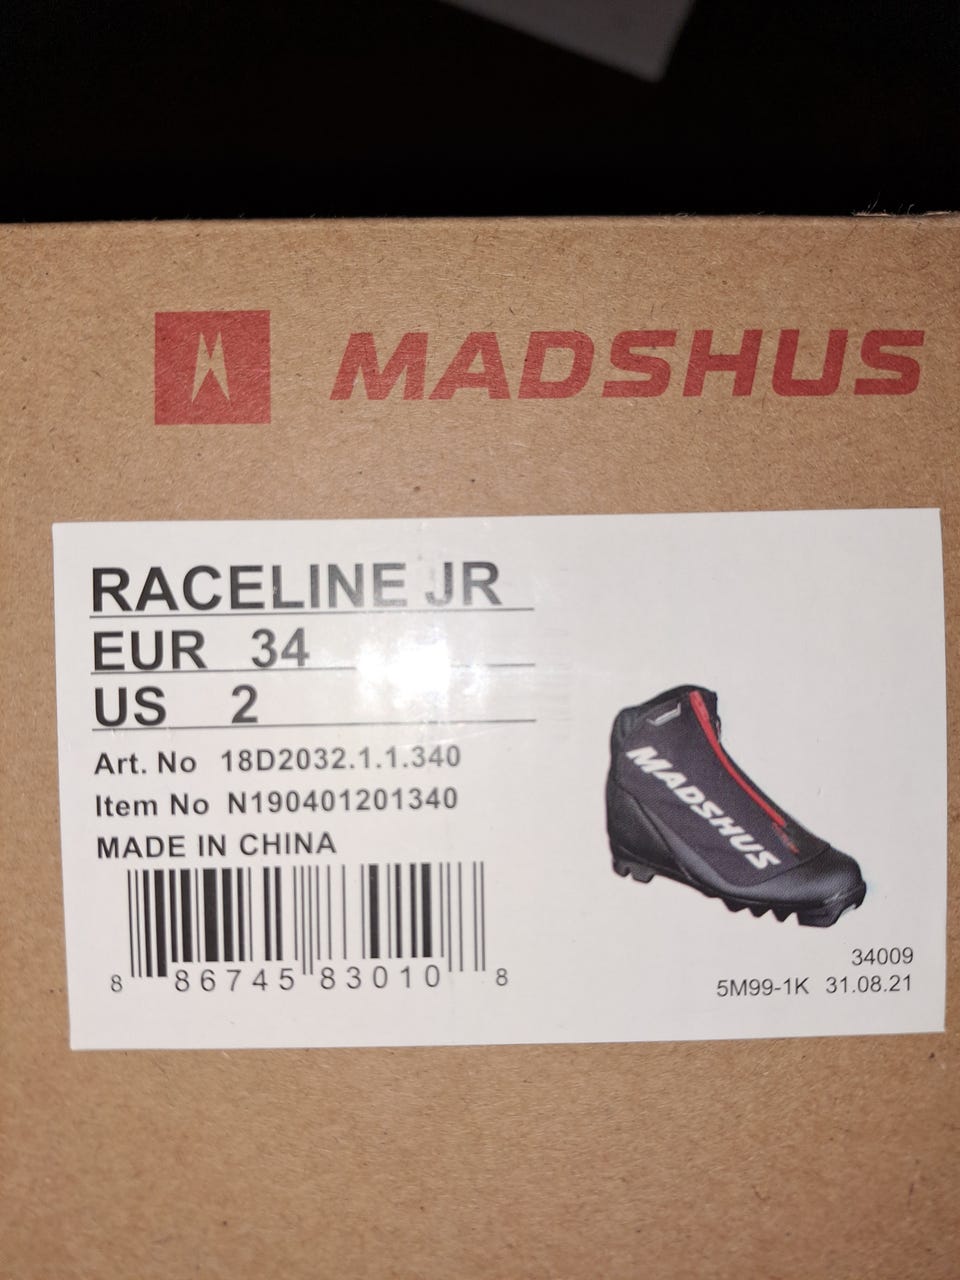 MADSHUS
RACELINE JR
EUR 34
US 2
Art. No 18D2032.1.1.340
Item No N190401201340
MADE IN CHINA
8 86745 83010 8
MADSHUS
34009
5M99-1K 31.08.21